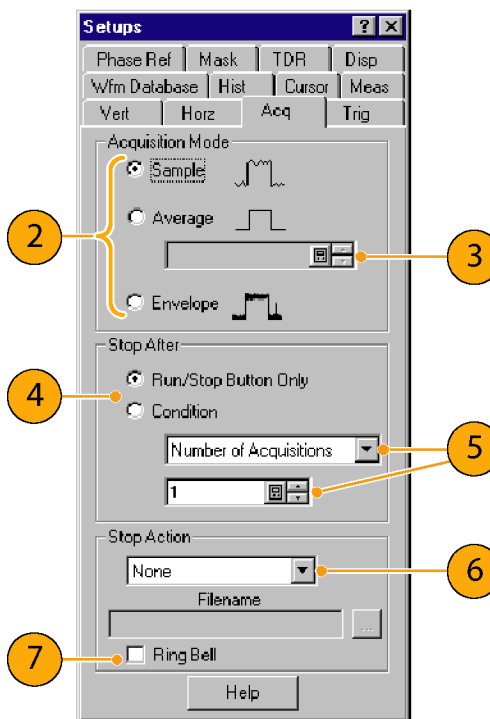 Setups ? ×
Phase Ref Mask TDR Disp
Wfm Database Hist Cursor Meas
Vert Horz Acq Trig
Acquisition Mode
Sample
2
Average
3
Envelope
Stop After
4
Run/Stop Button Only
Condition
Number of Acquisitions
5
1
Stop Action
None
6
Filename
...
7
Ring Bell
Help